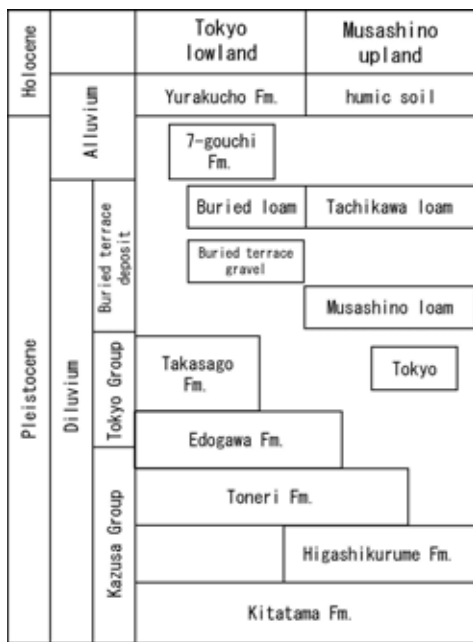 Tokyo
lowland
Musashino
upland
Holocene
Yurakucho Fm.
humic soil
Alluvium
7-gouchi
Fm.
Pleistocene
Diluvium
Buried terrace
deposit
Buried loam
Tachikawa loam
Buried terrace
gravel
Musashino loam
Tokyo Group
Takasago
Fm.
Tokyo
Edogawa Fm.
Kazusa Group
Toneri Fm.
Higashikurume Fm.
Kitatama Fm.